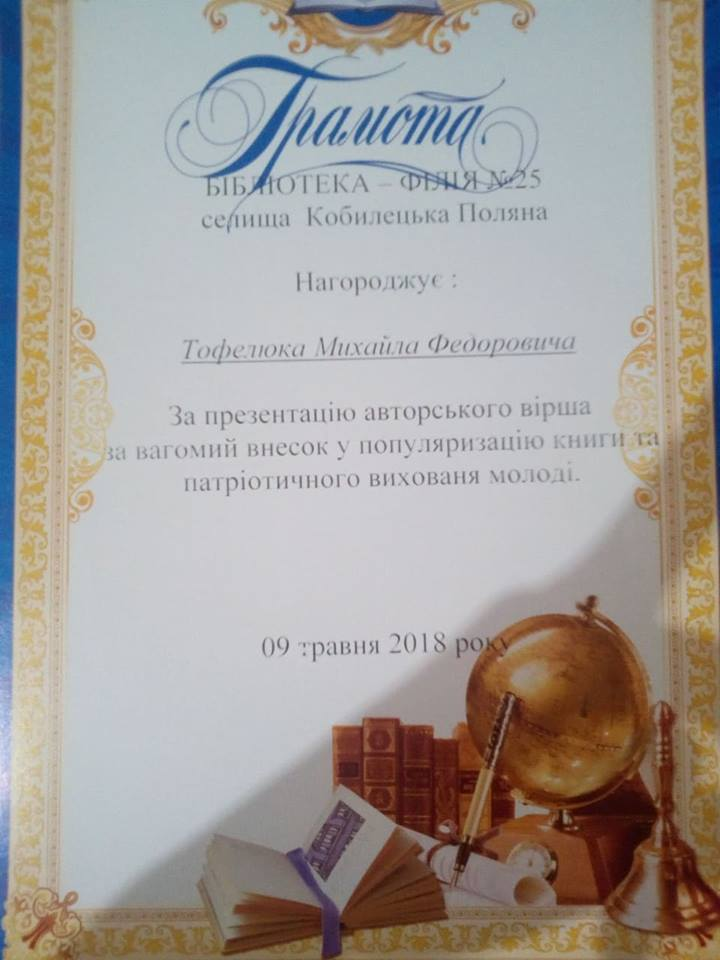 Грамота
БІБЛІОТЕКА – ФІЛІЯ №25
селища Кобилецька Поляна
Нагороджує :
Тофелюка Михайла Федоровича
За презентацію авторського вірша
за вагомий внесок у популяризацію книги та
патріотичного вихованя молоді.
09 травня 2018 року